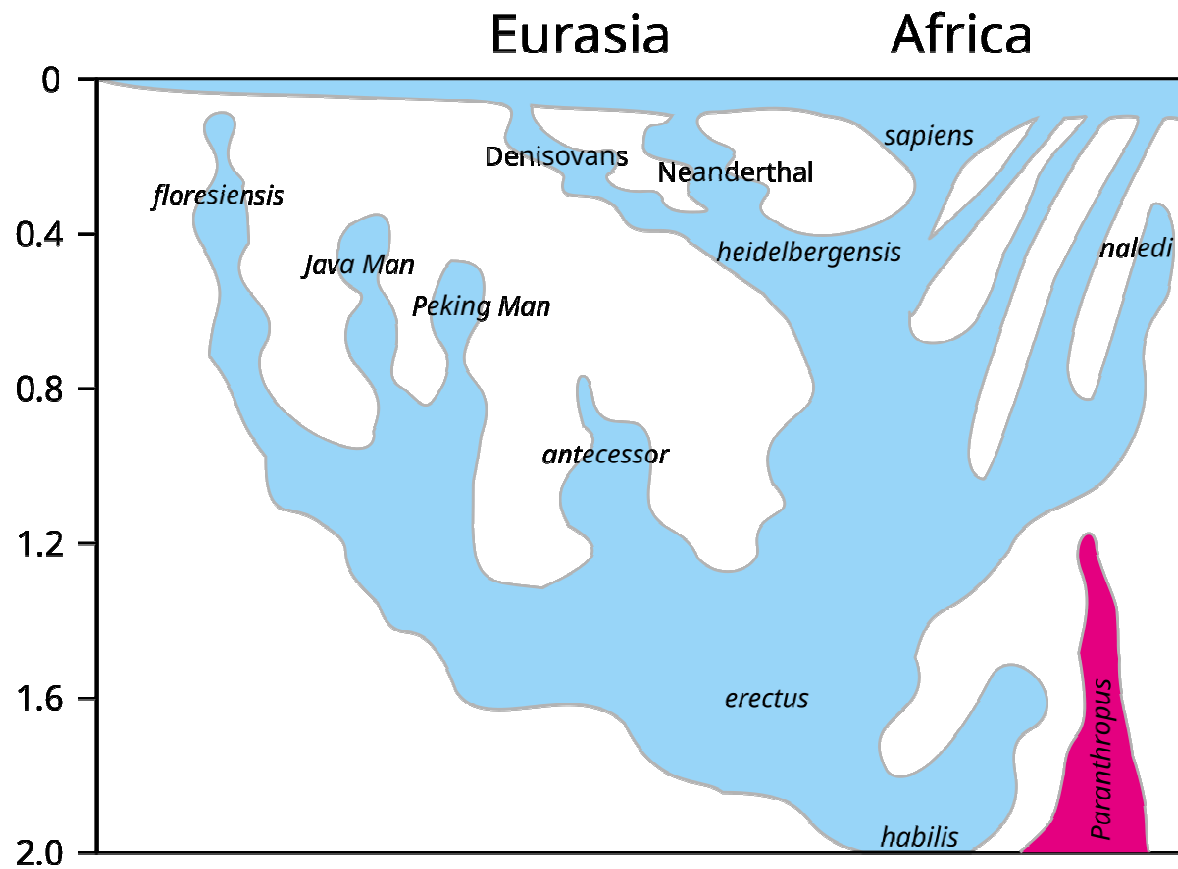 Eurasia Africa
0
sapiens
Denisovans
Neanderthal
floresiensis
0.4
heidelbergensis
naledi
Java Man
Peking Man
0.8
antecessor
1.2
1.6
erectus
Paranthropus
habilis
2.0